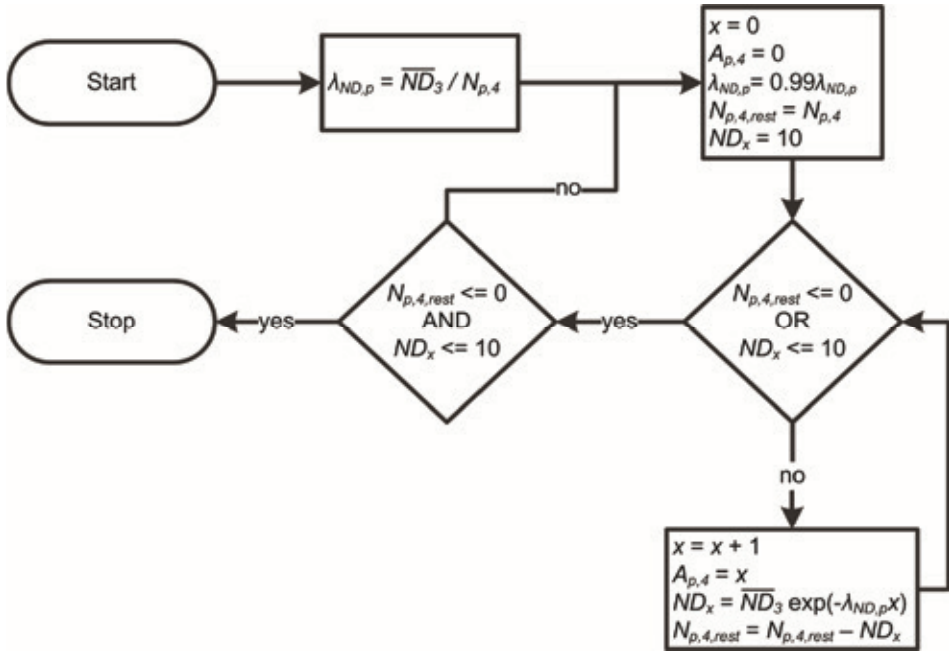 Start
λND,p = N̅D̅3 / Np,4
x = 0
Ap,4 = 0
λND,p= 0.99λND,p
Np,4,rest = Np,4
NDx = 10
no
Stop
yes
Np,4,rest <= 0
AND
NDx <= 10
yes
Np,4,rest <= 0
OR
NDx <= 10
no
x = x + 1
Ap,4 = x
NDx = N̅D̅3 exp(-λND,px)
Np,4,rest = Np,4,rest – NDx